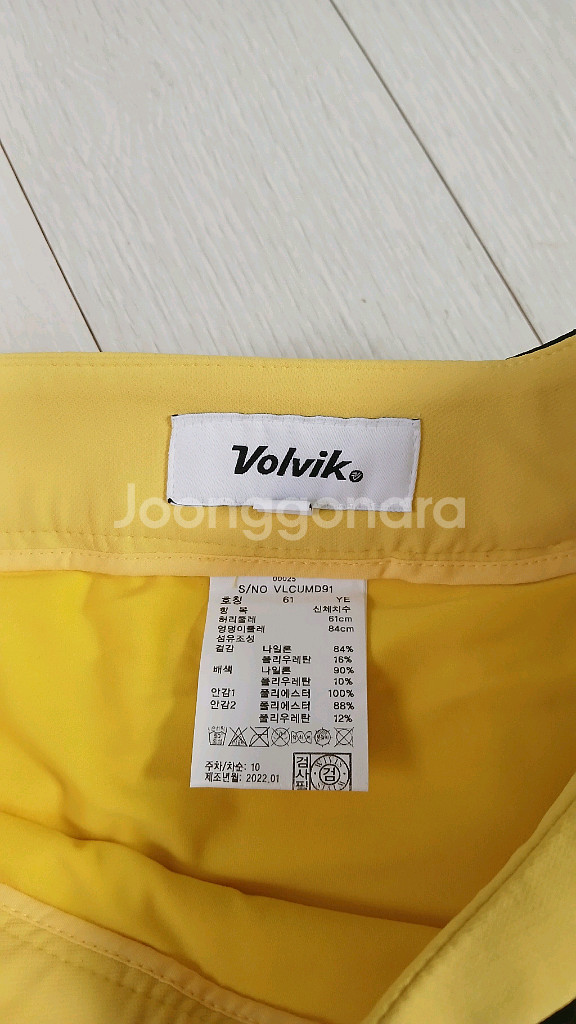 Volvik
Joonggonara
00025
S/NO VLCUMD91
호칭 61 YE
항 목 신체치수
허리둘레 61cm
엉덩이둘레 84cm
섬유조성
겉감 나일론 84%
폴리우레탄 16%
배색 나일론 90%
폴리우레탄 10%
안감1 폴리에스터 100%
안감2 폴리에스터 88%
폴리우레탄 12%
주차/차순: 10
제조년월: 2022.01
검사필 검